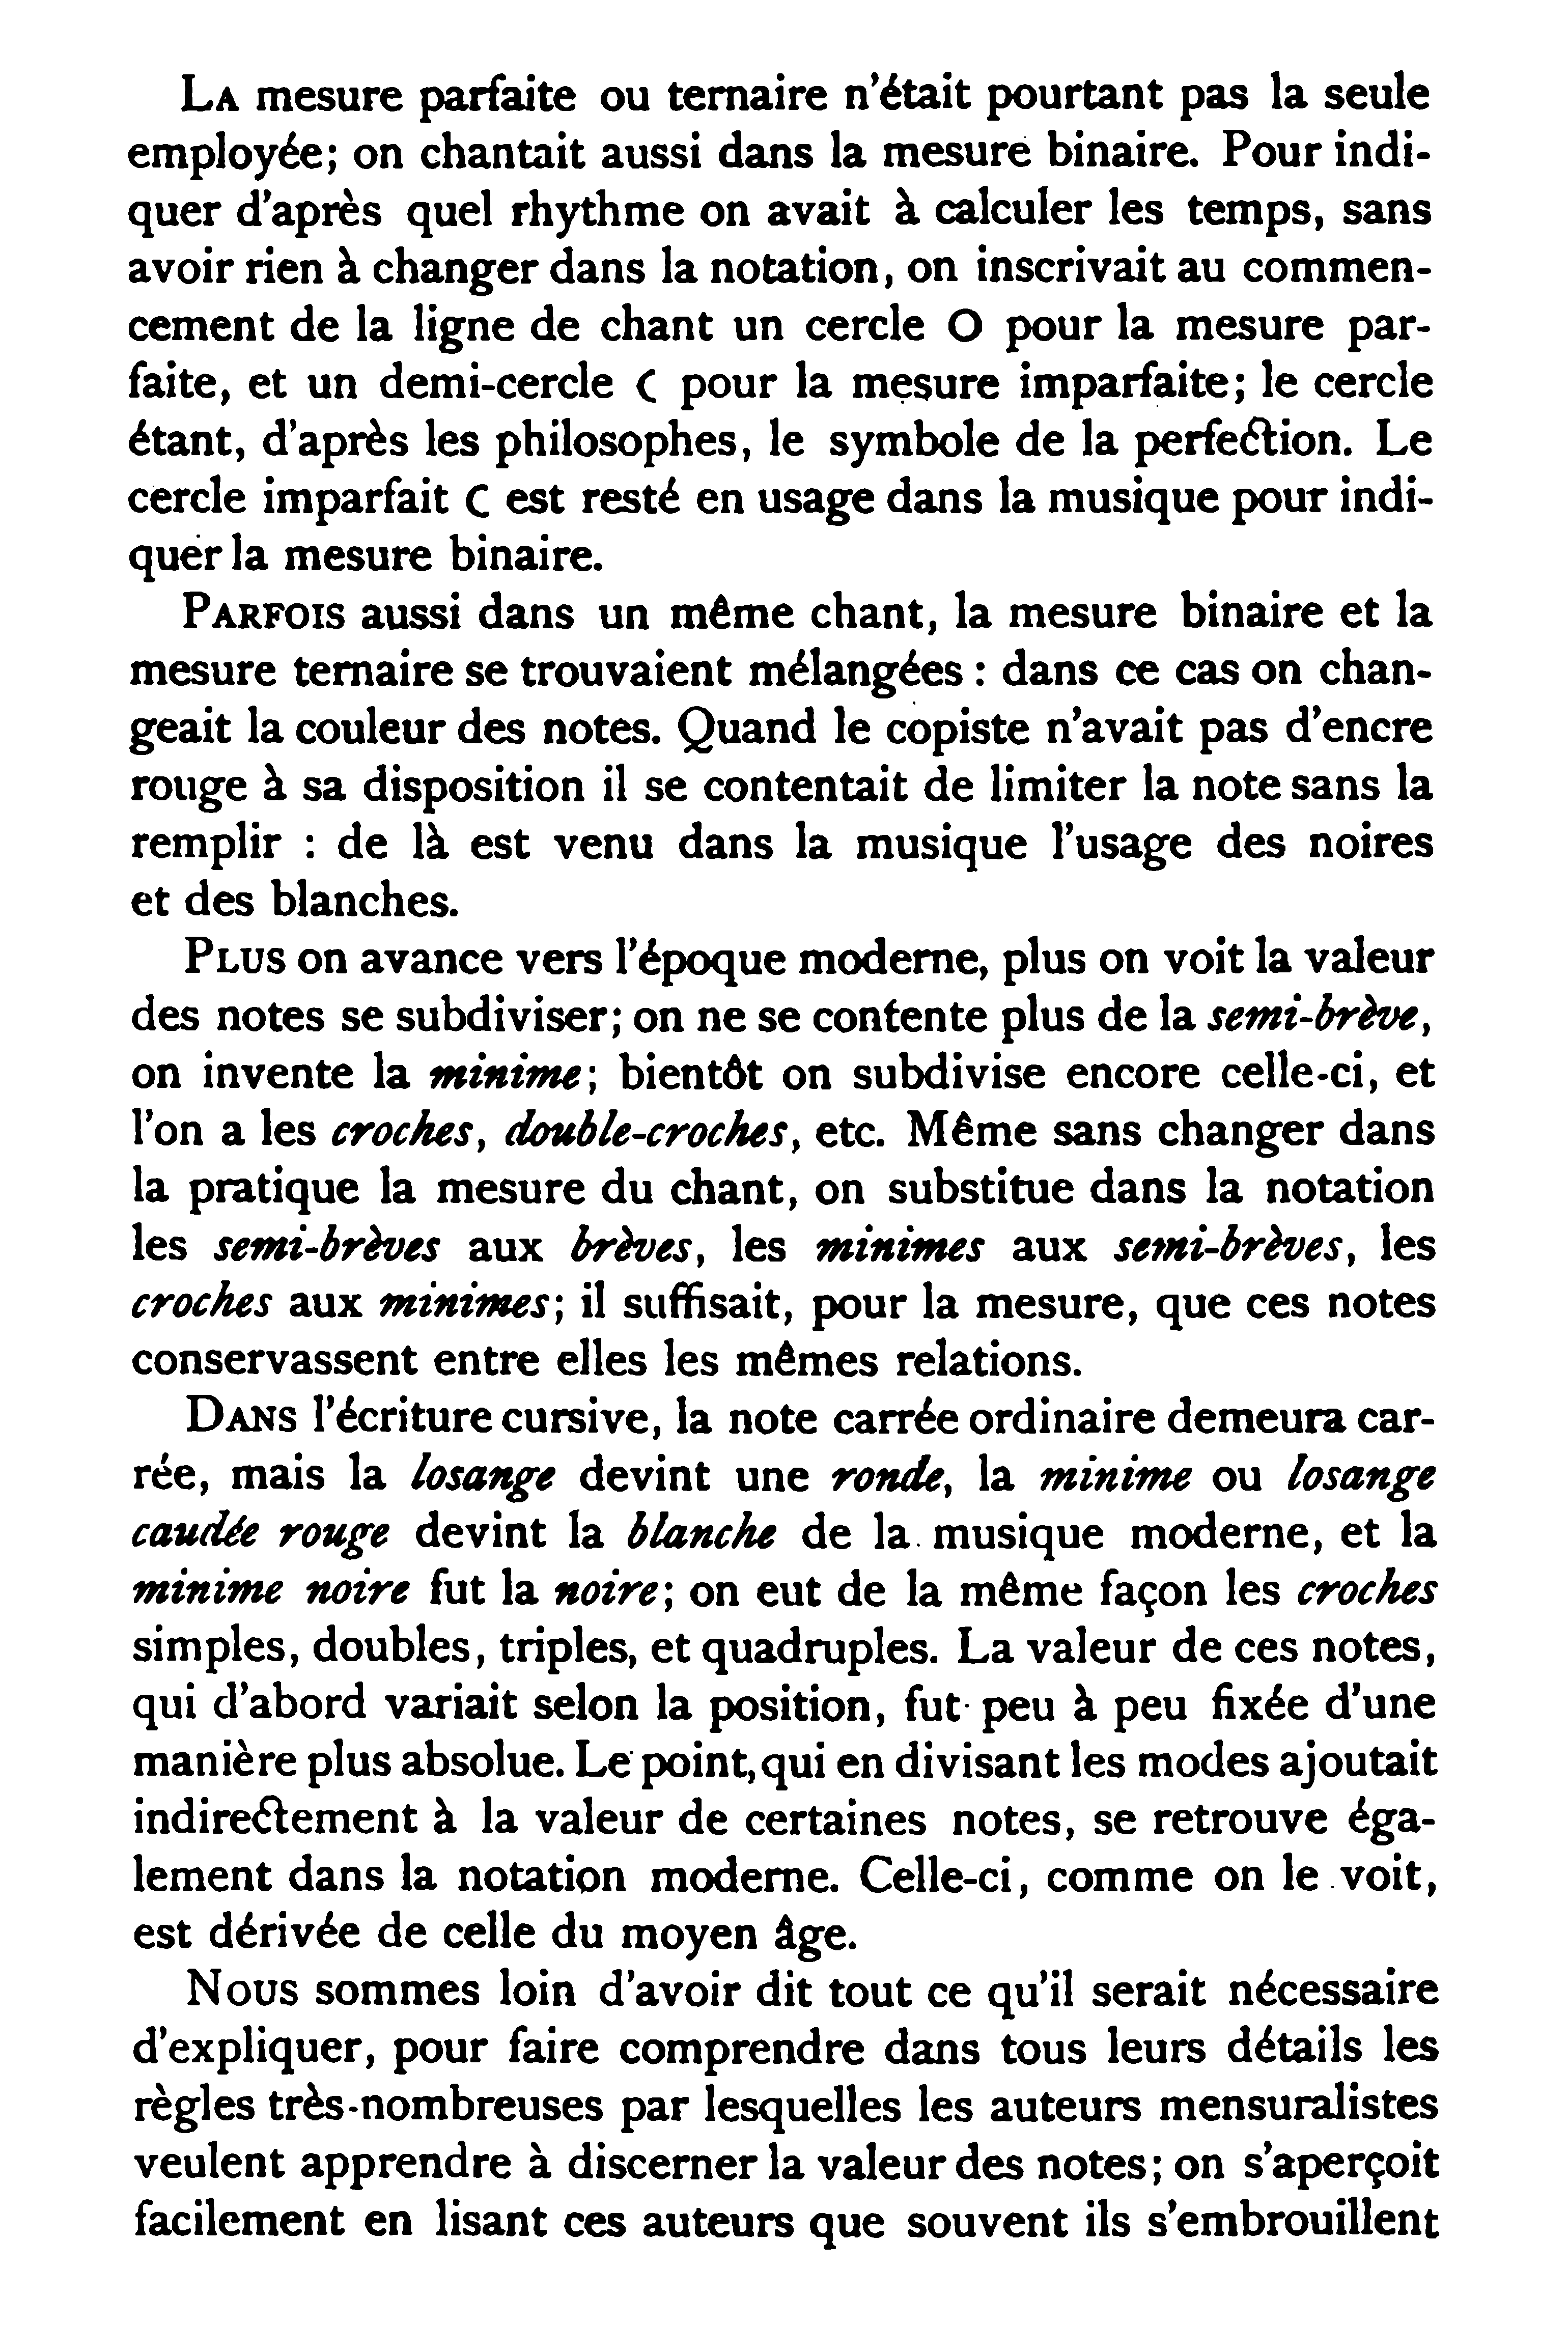 LA mesure parfaite ou ternaire n'était pourtant pas la seule
employée; on chantait aussi dans la mesure binaire. Pour indi-
quer d'après quel rhythme on avait à calculer les temps, sans
avoir rien à changer dans la notation, on inscrivait au commen-
cement de la ligne de chant un cercle O pour la mesure par-
faite, et un demi-cercle C pour la mesure imparfaite; le cercle
étant, d'après les philosophes, le symbole de la perfection. Le
cercle imparfait C est resté en usage dans la musique pour indi-
quer la mesure binaire.
PARFOIS aussi dans un même chant, la mesure binaire et la
mesure ternaire se trouvaient mélangées : dans ce cas on chan-
geait la couleur des notes. Quand le copiste n'avait pas d'encre
rouge à sa disposition il se contentait de limiter la note sans la
remplir : de là est venu dans la musique l'usage des noires
et des blanches.
PLUS on avance vers l'époque moderne, plus on voit la valeur
des notes se subdiviser; on ne se contente plus de la semi-brève,
on invente la minime; bientôt on subdivise encore celle-ci, et
l'on a les croches, double-croches, etc. Même sans changer dans
la pratique la mesure du chant, on substitue dans la notation
les semi-brèves aux brèves, les minimes aux semi-brèves, les
croches aux minimes; il suffisait, pour la mesure, que ces notes
conservassent entre elles les mêmes relations.
DANS l'écriture cursive, la note carrée ordinaire demeura car-
rée, mais la losange devint une ronde, la minime ou losange
caudée rouge devint la blanche de la musique moderne, et la
minime noire fut la noire; on eut de la même façon les croches
simples, doubles, triples, et quadruples. La valeur de ces notes,
qui d'abord variait selon la position, fut peu à peu fixée d'une
manière plus absolue. Le point, qui en divisant les modes ajoutait
indirectement à la valeur de certaines notes, se retrouve éga-
lement dans la notation moderne. Celle-ci, comme on le voit,
est dérivée de celle du moyen âge.
NOUS sommes loin d'avoir dit tout ce qu'il serait nécessaire
d'expliquer, pour faire comprendre dans tous leurs détails les
règles très-nombreuses par lesquelles les auteurs mensuralistes
veulent apprendre à discerner la valeur des notes; on s'aperçoit
facilement en lisant ces auteurs que souvent ils s'embrouillent